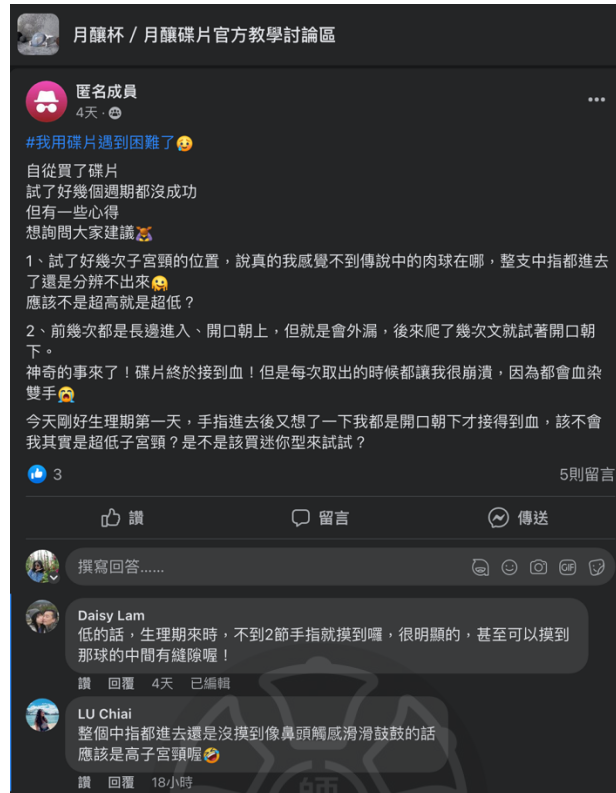 月釀杯 / 月釀碟片官方教學討論區
匿名成員
4天 ·
#我用碟片遇到困難了🥲
自從買了碟片
試了好幾個週期都沒成功
但有一些心得
想詢問大家建議
1、試了好幾次子宮頸的位置，說真的我感覺不到傳說中的肉球在哪，整支中指都進去
了還是分辨不出來
應該不是超高就是超低？
2、前幾次都是長邊進入、開口朝上，但就是會外漏，後來爬了幾次文就試著開口朝
下。
神奇的事來了！碟片終於接到血！但是每次取出的時候都讓我很崩潰，因為都會血染
雙手😭
今天剛好生理期第一天，手指進去後又想了一下我都是開口朝下才接得到血，該不會
我其實是超低子宮頸？是不是該買迷你型來試試？
3
5則留言
讚 留言 傳送
撰寫回答......
GIF
Daisy Lam
低的話，生理期來時，不到2節手指就摸到囉，很明顯的，甚至可以摸到
那球的中間有縫隙喔！
讚 回覆 4天 已編輯
LU Chiai
整個中指都進去還是沒摸到像鼻頭觸感滑滑鼓鼓的話
應該是高子宮頸喔🤣
讚 回覆 18小時
師